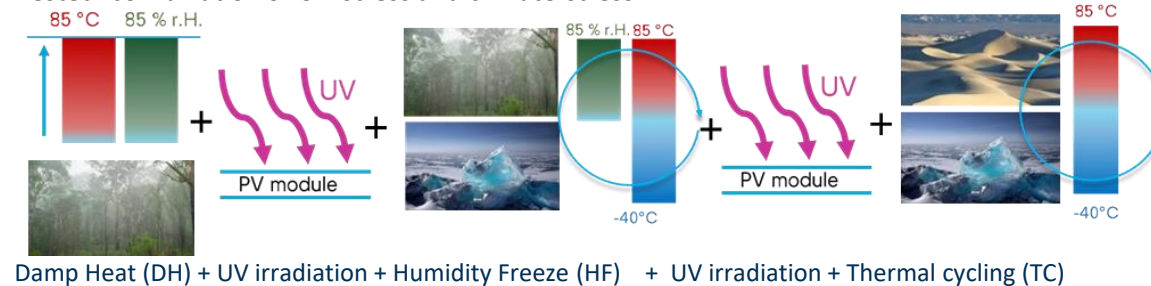 85 °C 85 % r.H.
UV
PV module
85 % r.H. 85 °C
-40°C
UV
PV module
85 °C
-40°C
Damp Heat (DH) + UV irradiation + Humidity Freeze (HF) + UV irradiation + Thermal cycling (TC)